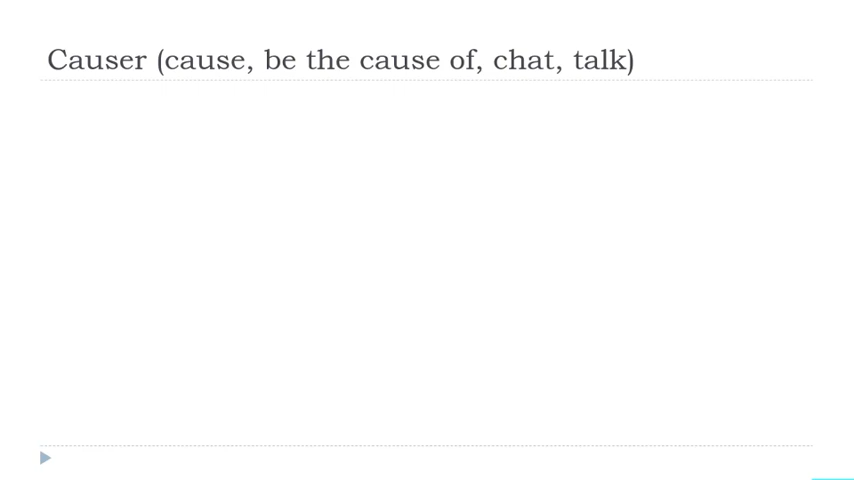 Causer (cause, be the cause of, chat, talk)